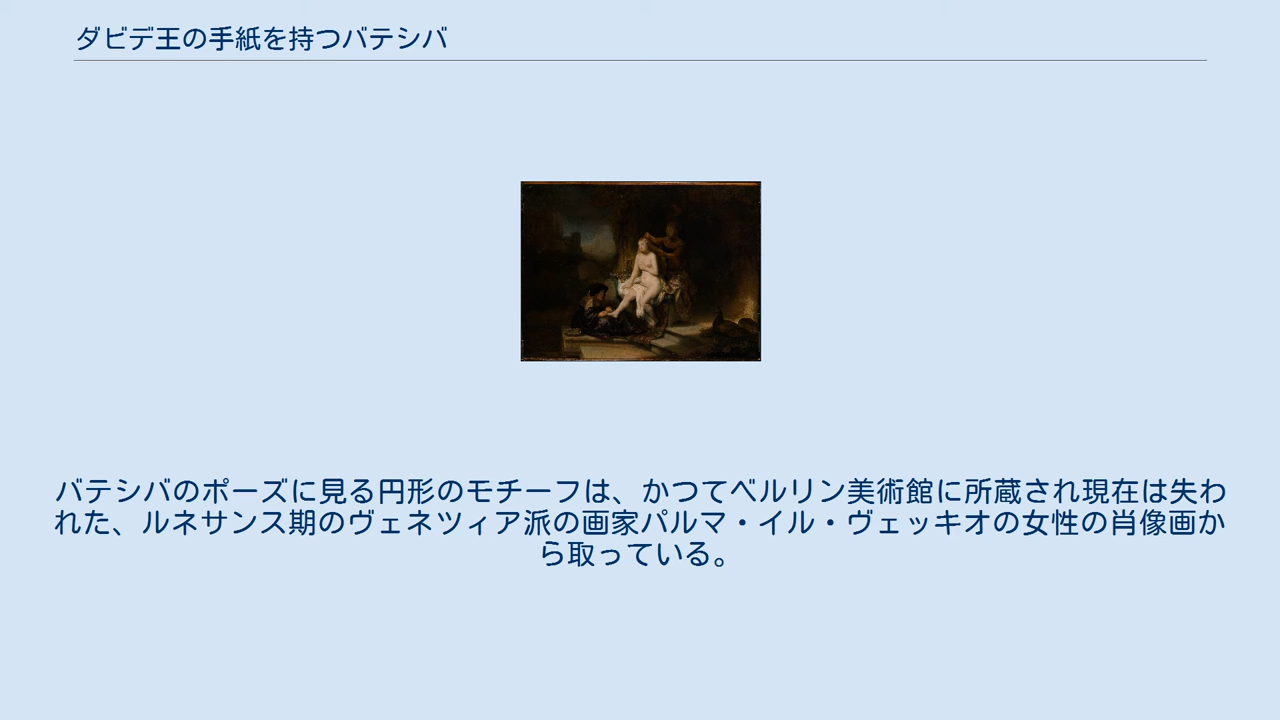 ダビデ王の手紙を持つバテシバ
バテシバのポーズに見る円形のモチーフは、かつてベルリン美術館に所蔵され現在は失わ
れた、ルネサンス期のヴェネツィア派の画家パルマ・イル・ヴェッキオの女性の肖像画か
ら取っている。